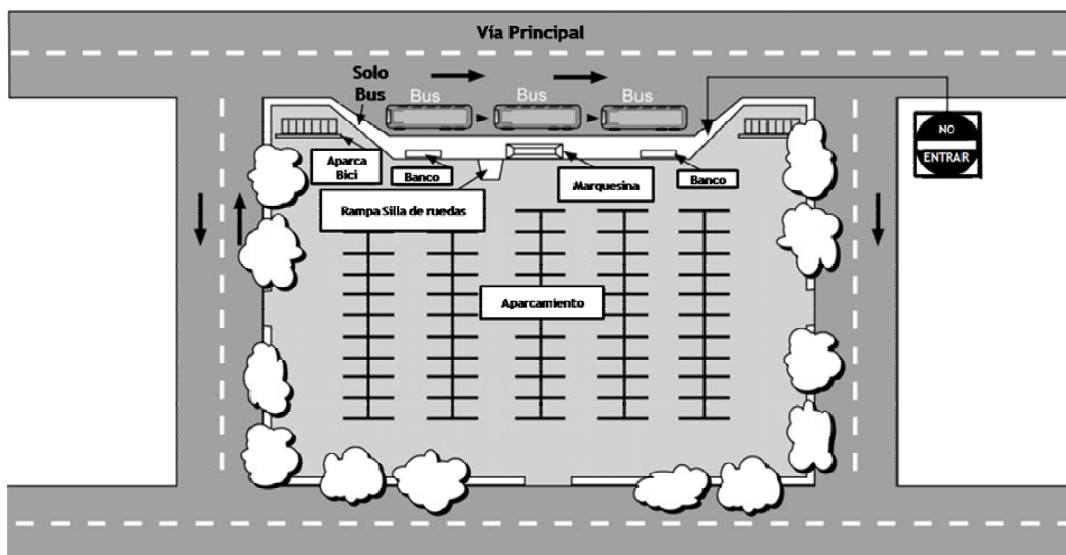 Vía Principal
Solo
Bus
Bus
Bus
Bus
NO
ENTRAR
Aparca
Bici
Banco
Marquesina
Banco
Rampa Silla de ruedas
Aparcamiento